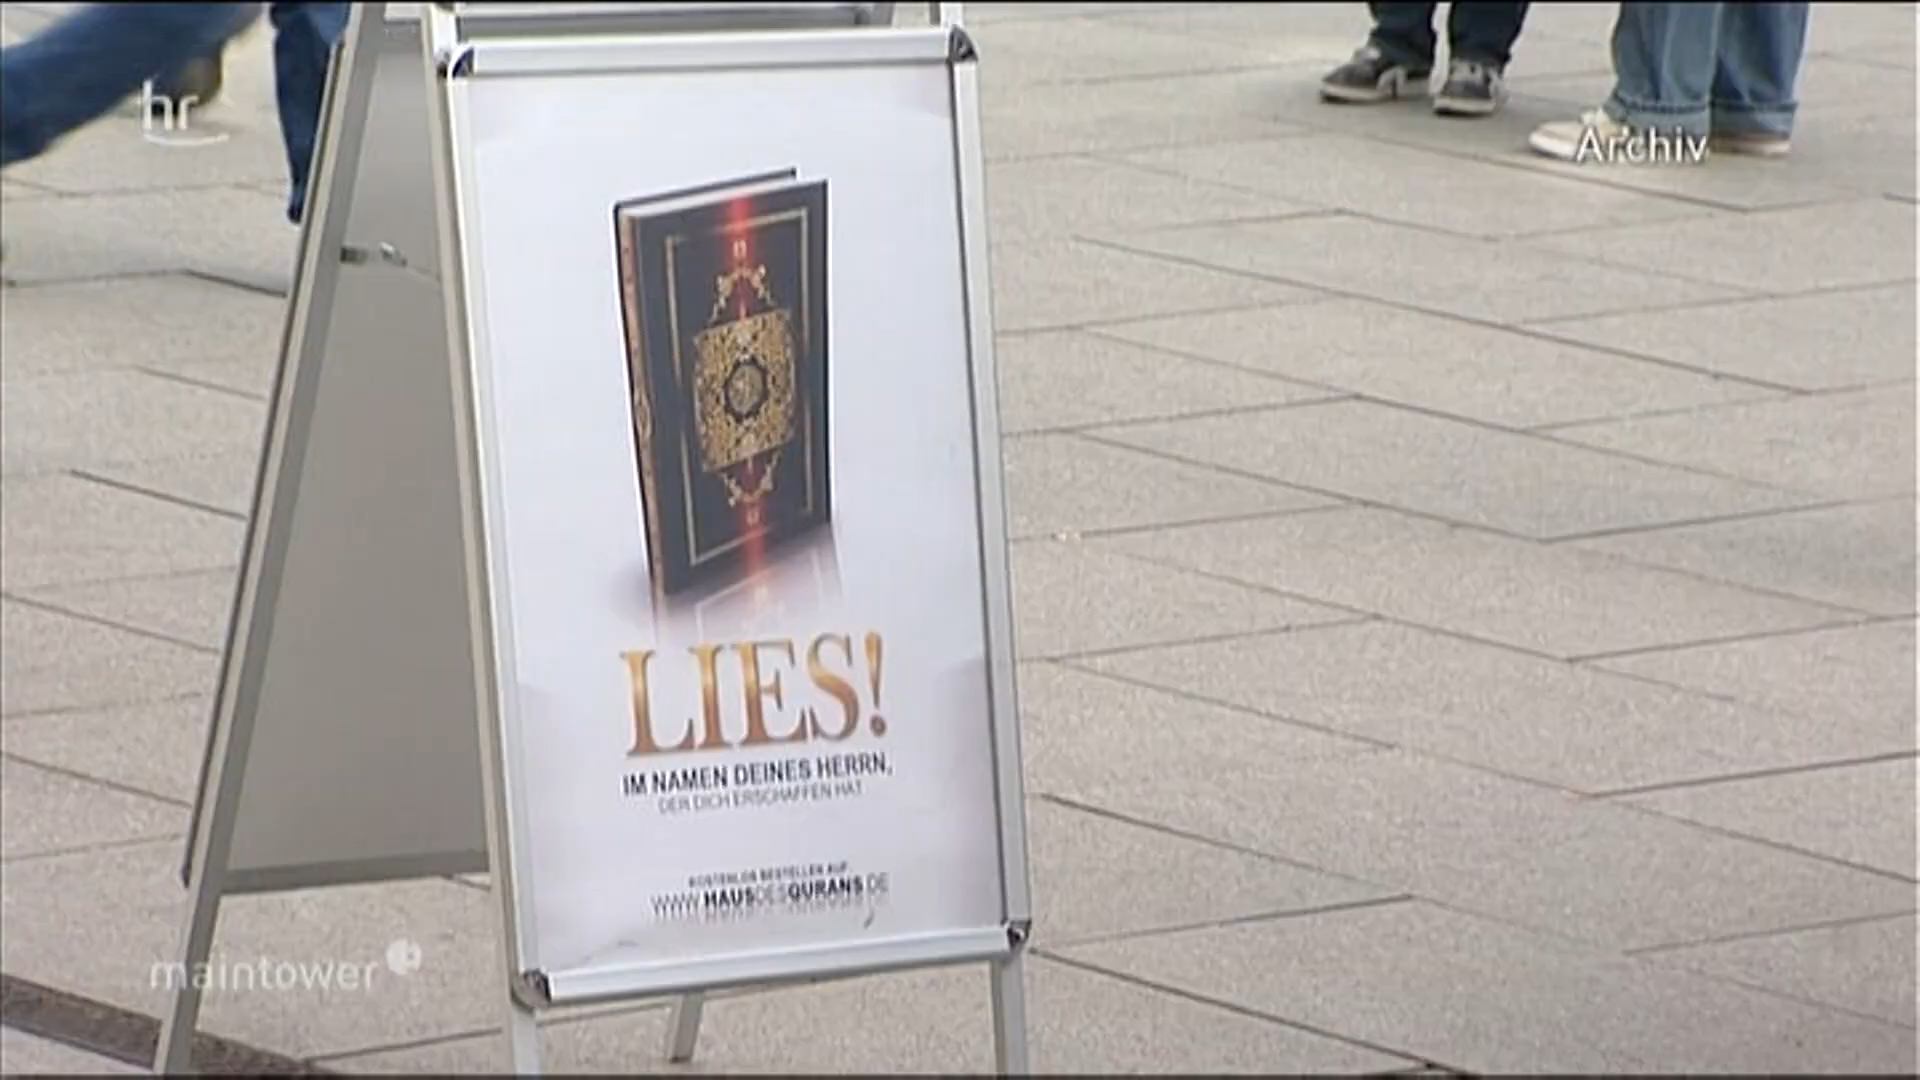 hr
Archiv
LIES!
IM NAMEN DEINES HERRN,
DER DICH ERSCHAFFEN HAT
KOSTENLOS BESTELLEN AUF
WWW.HAUSDESQURANS.DE
maintower